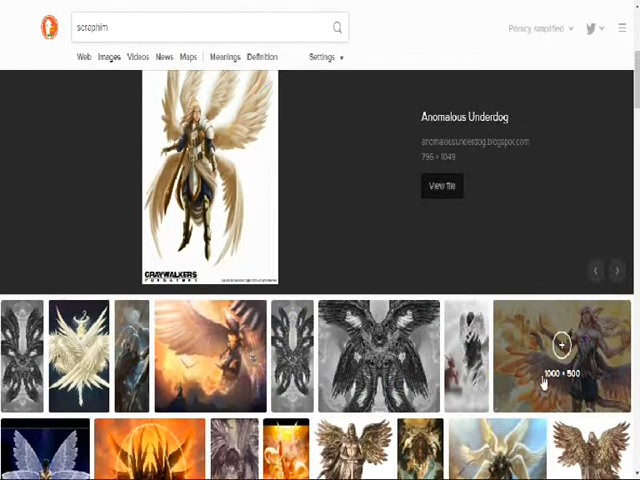 seraphim
Privacy, simplified
Web Images Videos News Maps Meanings Definition Settings
Anomalous Underdog
anomalousunderdog.blogspot.com
796 × 1049
View file
GRAYWALKERS
PURGATORY
1000 × 500